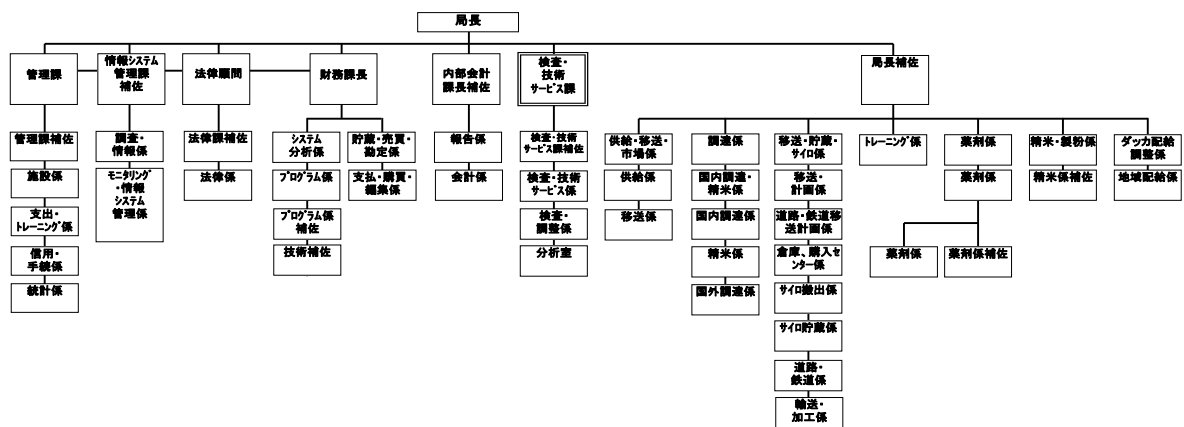 局長
管理課
情報システム
管理課
補佐
法律顧問
財務課長
内部会計
課長補佐
検査・
技術
サービス課
局長補佐
管理課補佐
施設係
支出・
トレーニング係
信用・
手続係
統計係
調査・
情報係
モニタリング
・情報
システム
管理係
法律課補佐
法律係
システム
分析係
プログラム係
プログラム係
補佐
技術補佐
貯蔵・売買・
勘定係
支払・購買・
編集係
報告係
会計係
検査・技術
サービス課補佐
検査・技術
サービス係
検査・
調整係
分析室
供給・移送・
市場係
供給係
移送係
調達係
国内調達・
精米係
国内調達係
精米係
国外調達係
移送・貯蔵・
サイロ係
移送・
計画係
道路・鉄道移
送計画係
倉庫、購入セ
ンター係
サイロ搬出係
サイロ貯蔵係
道路・
鉄道係
輸送・
加工係
トレーニング係
薬剤係
薬剤係
薬剤係
薬剤係補佐
精米・製粉係
精米係補佐
ダッカ配給
調整係
地域配給係